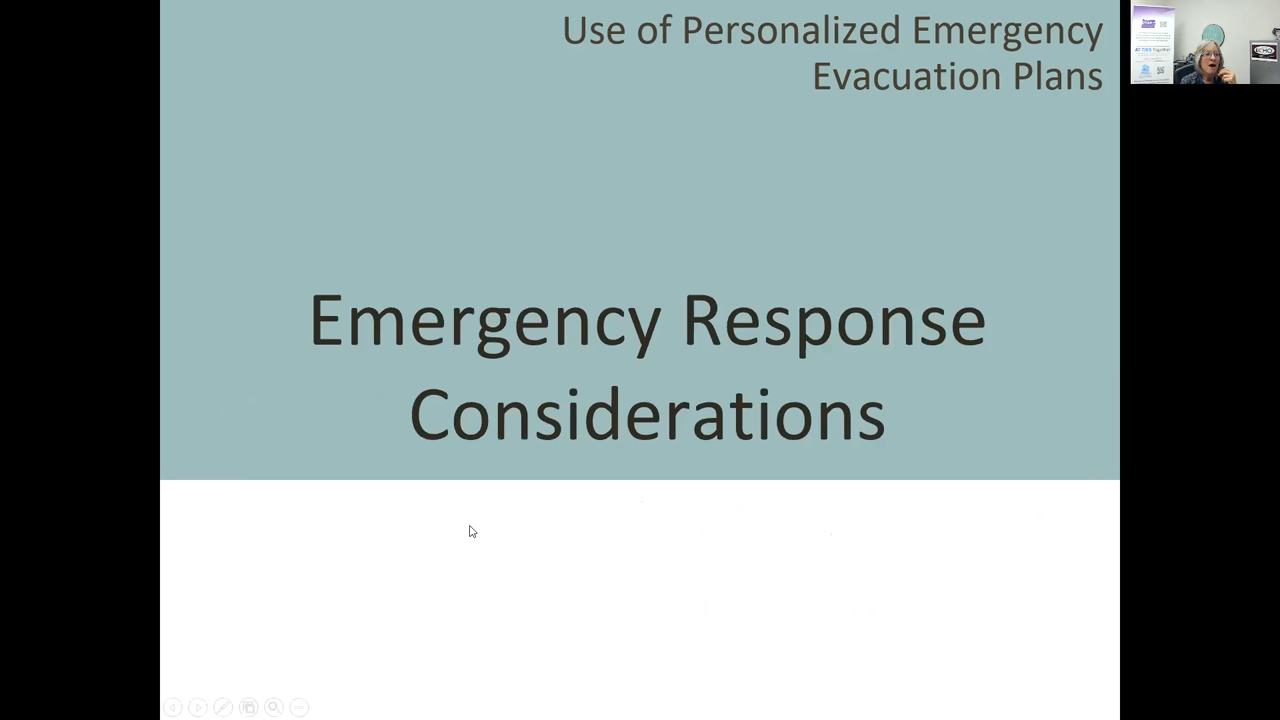 Use of Personalized Emergency
Evacuation Plans
Emergency Response
Considerations